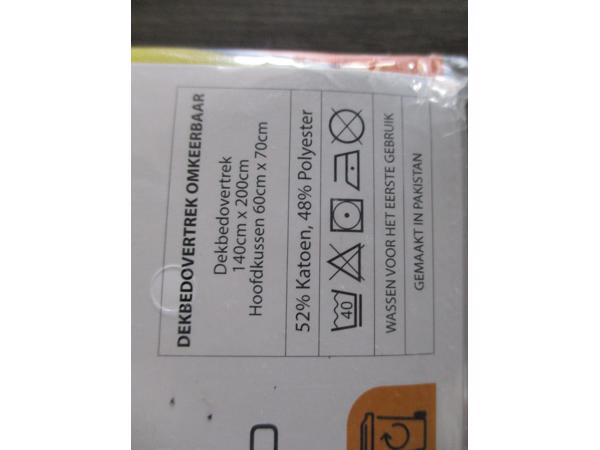 DEKBEDOVERTREK OMKEERBAAR
Dekbedovertrek
140cm x 200cm
Hoofdkussen 60cm x 70cm
52% Katoen, 48% Polyester
40
WASSEN VOOR HET EERSTE GEBRUIK
GEMAAKT IN PAKISTAN